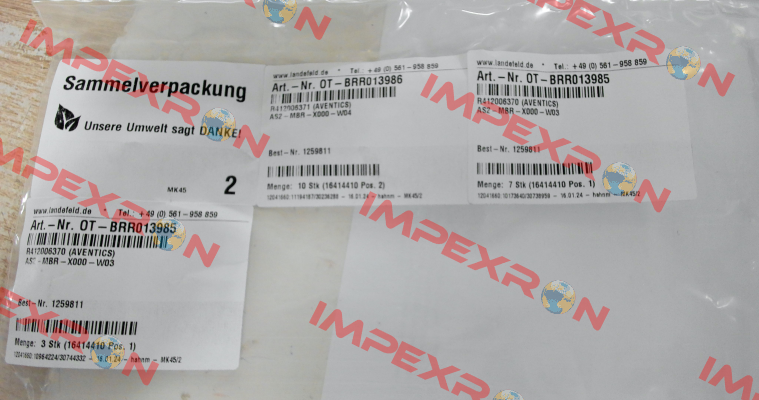 Sammelverpackung
Unsere Umwelt sagt DANKE!
MK45
2
www.landefeld.de Tel.: +49 (0) 561-958 859
Art.-Nr. OT-BRR013986
R412006371 (AVENTICS)
AS2-MBR-X000-W04
Best-Nr. 1259811
Menge: 10 Stk (16414410 Pos. 2)
www.landefeld.de Tel.: +49 (0) 561-958 859
Art.-Nr. OT-BRR013985
R412006370 (AVENTICS)
AS2-MBR-X000-W03
Best-Nr. 1259811
Menge: 7 Stk (16414410 Pos. 1)
www.landefeld.de Tel.: +49 (0) 561-958 859
Art.-Nr. OT-BRR013985
R412006370 (AVENTICS)
AS2-MBR-X000-W03
Best-Nr. 1259811
Menge: 3 Stk (16414410 Pos. 1)
IMPEXRON